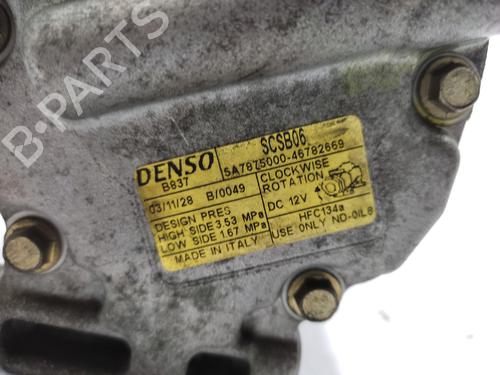 B-PARTS
DENSO SCSB06
B837 5A7875000-46782669
03/11/28 B/0049 CLOCKWISE ROTATION
DESIGN PRES DC 12V
HIGH SIDE 3.53 MPa HFC134a
LOW SIDE 1.67 MPa USE ONLY ND-OIL8
MADE IN ITALY